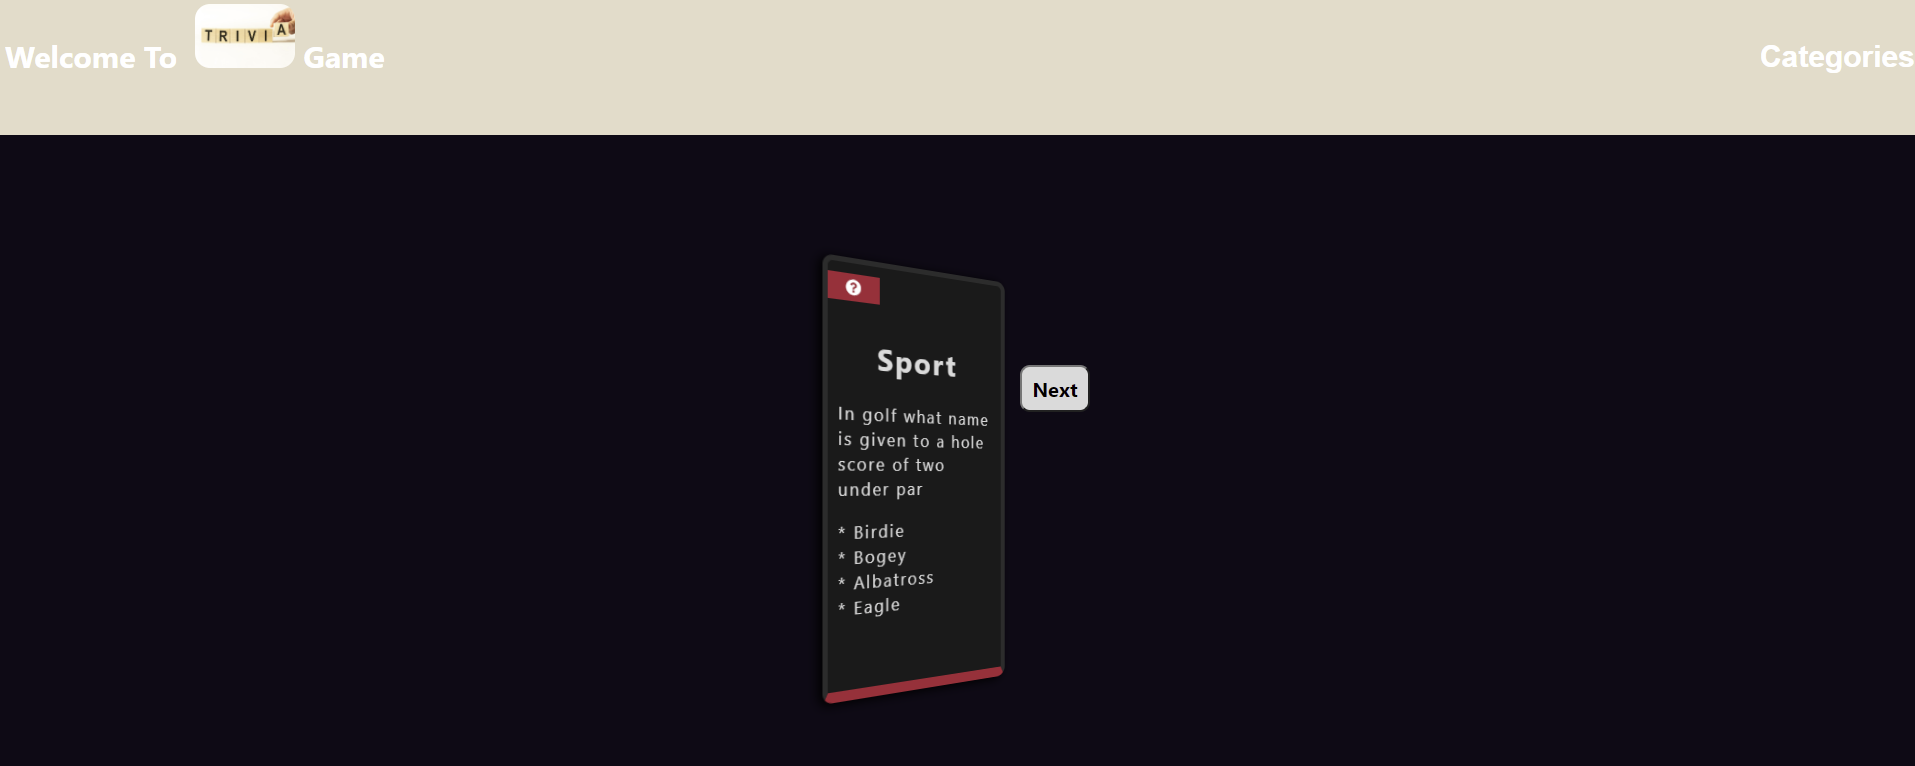 Welcome To TRIVIA Game
Categories
?
Sport
In golf what name
is given to a hole
score of two
under par
* Birdie
* Bogey
* Albatross
* Eagle
Next